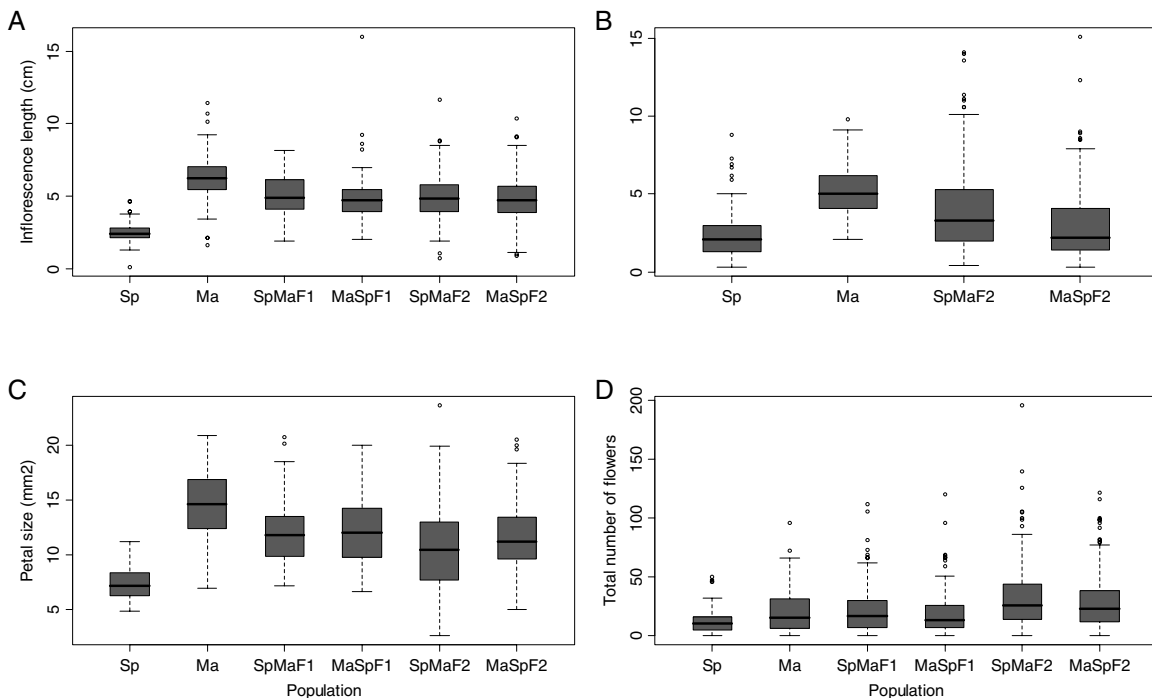 A
Inflorescence length (cm)
15
10
5
0
Sp Ma SpMaF1 MaSpF1 SpMaF2 MaSpF2
B
15
10
5
0
Sp Ma SpMaF2 MaSpF2
C
Petal size (mm2)
20
15
10
5
Sp Ma SpMaF1 MaSpF1 SpMaF2 MaSpF2
Population
D
Total number of flowers
200
150
100
50
0
Sp Ma SpMaF1 MaSpF1 SpMaF2 MaSpF2
Population